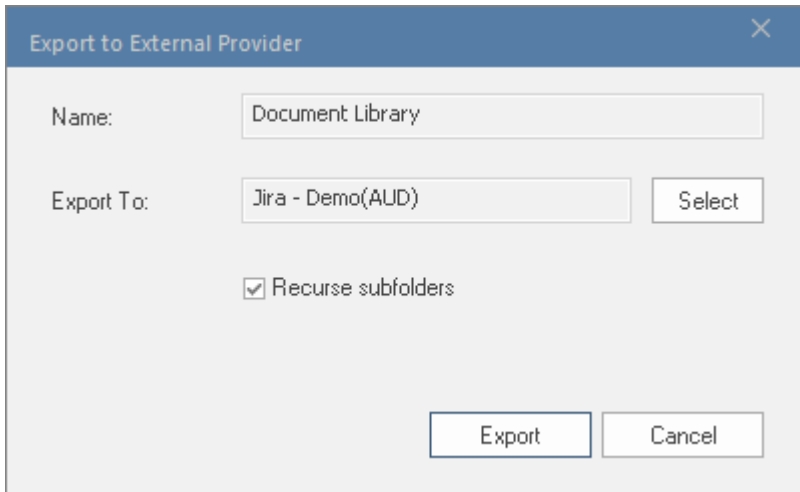 Export to External Provider
Name: Document Library
Export To: Jira - Demo(AUD) Select
Recurse subfolders
Export Cancel